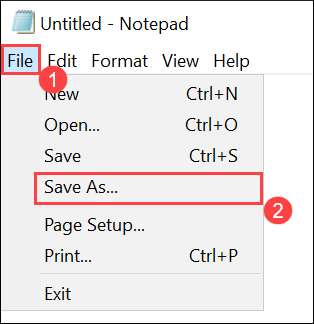 Untitled - Notepad
File Edit Format View Help
1
New Ctrl+N
Open... Ctrl+O
Save Ctrl+S
Save As...
2
Page Setup...
Print... Ctrl+P
Exit